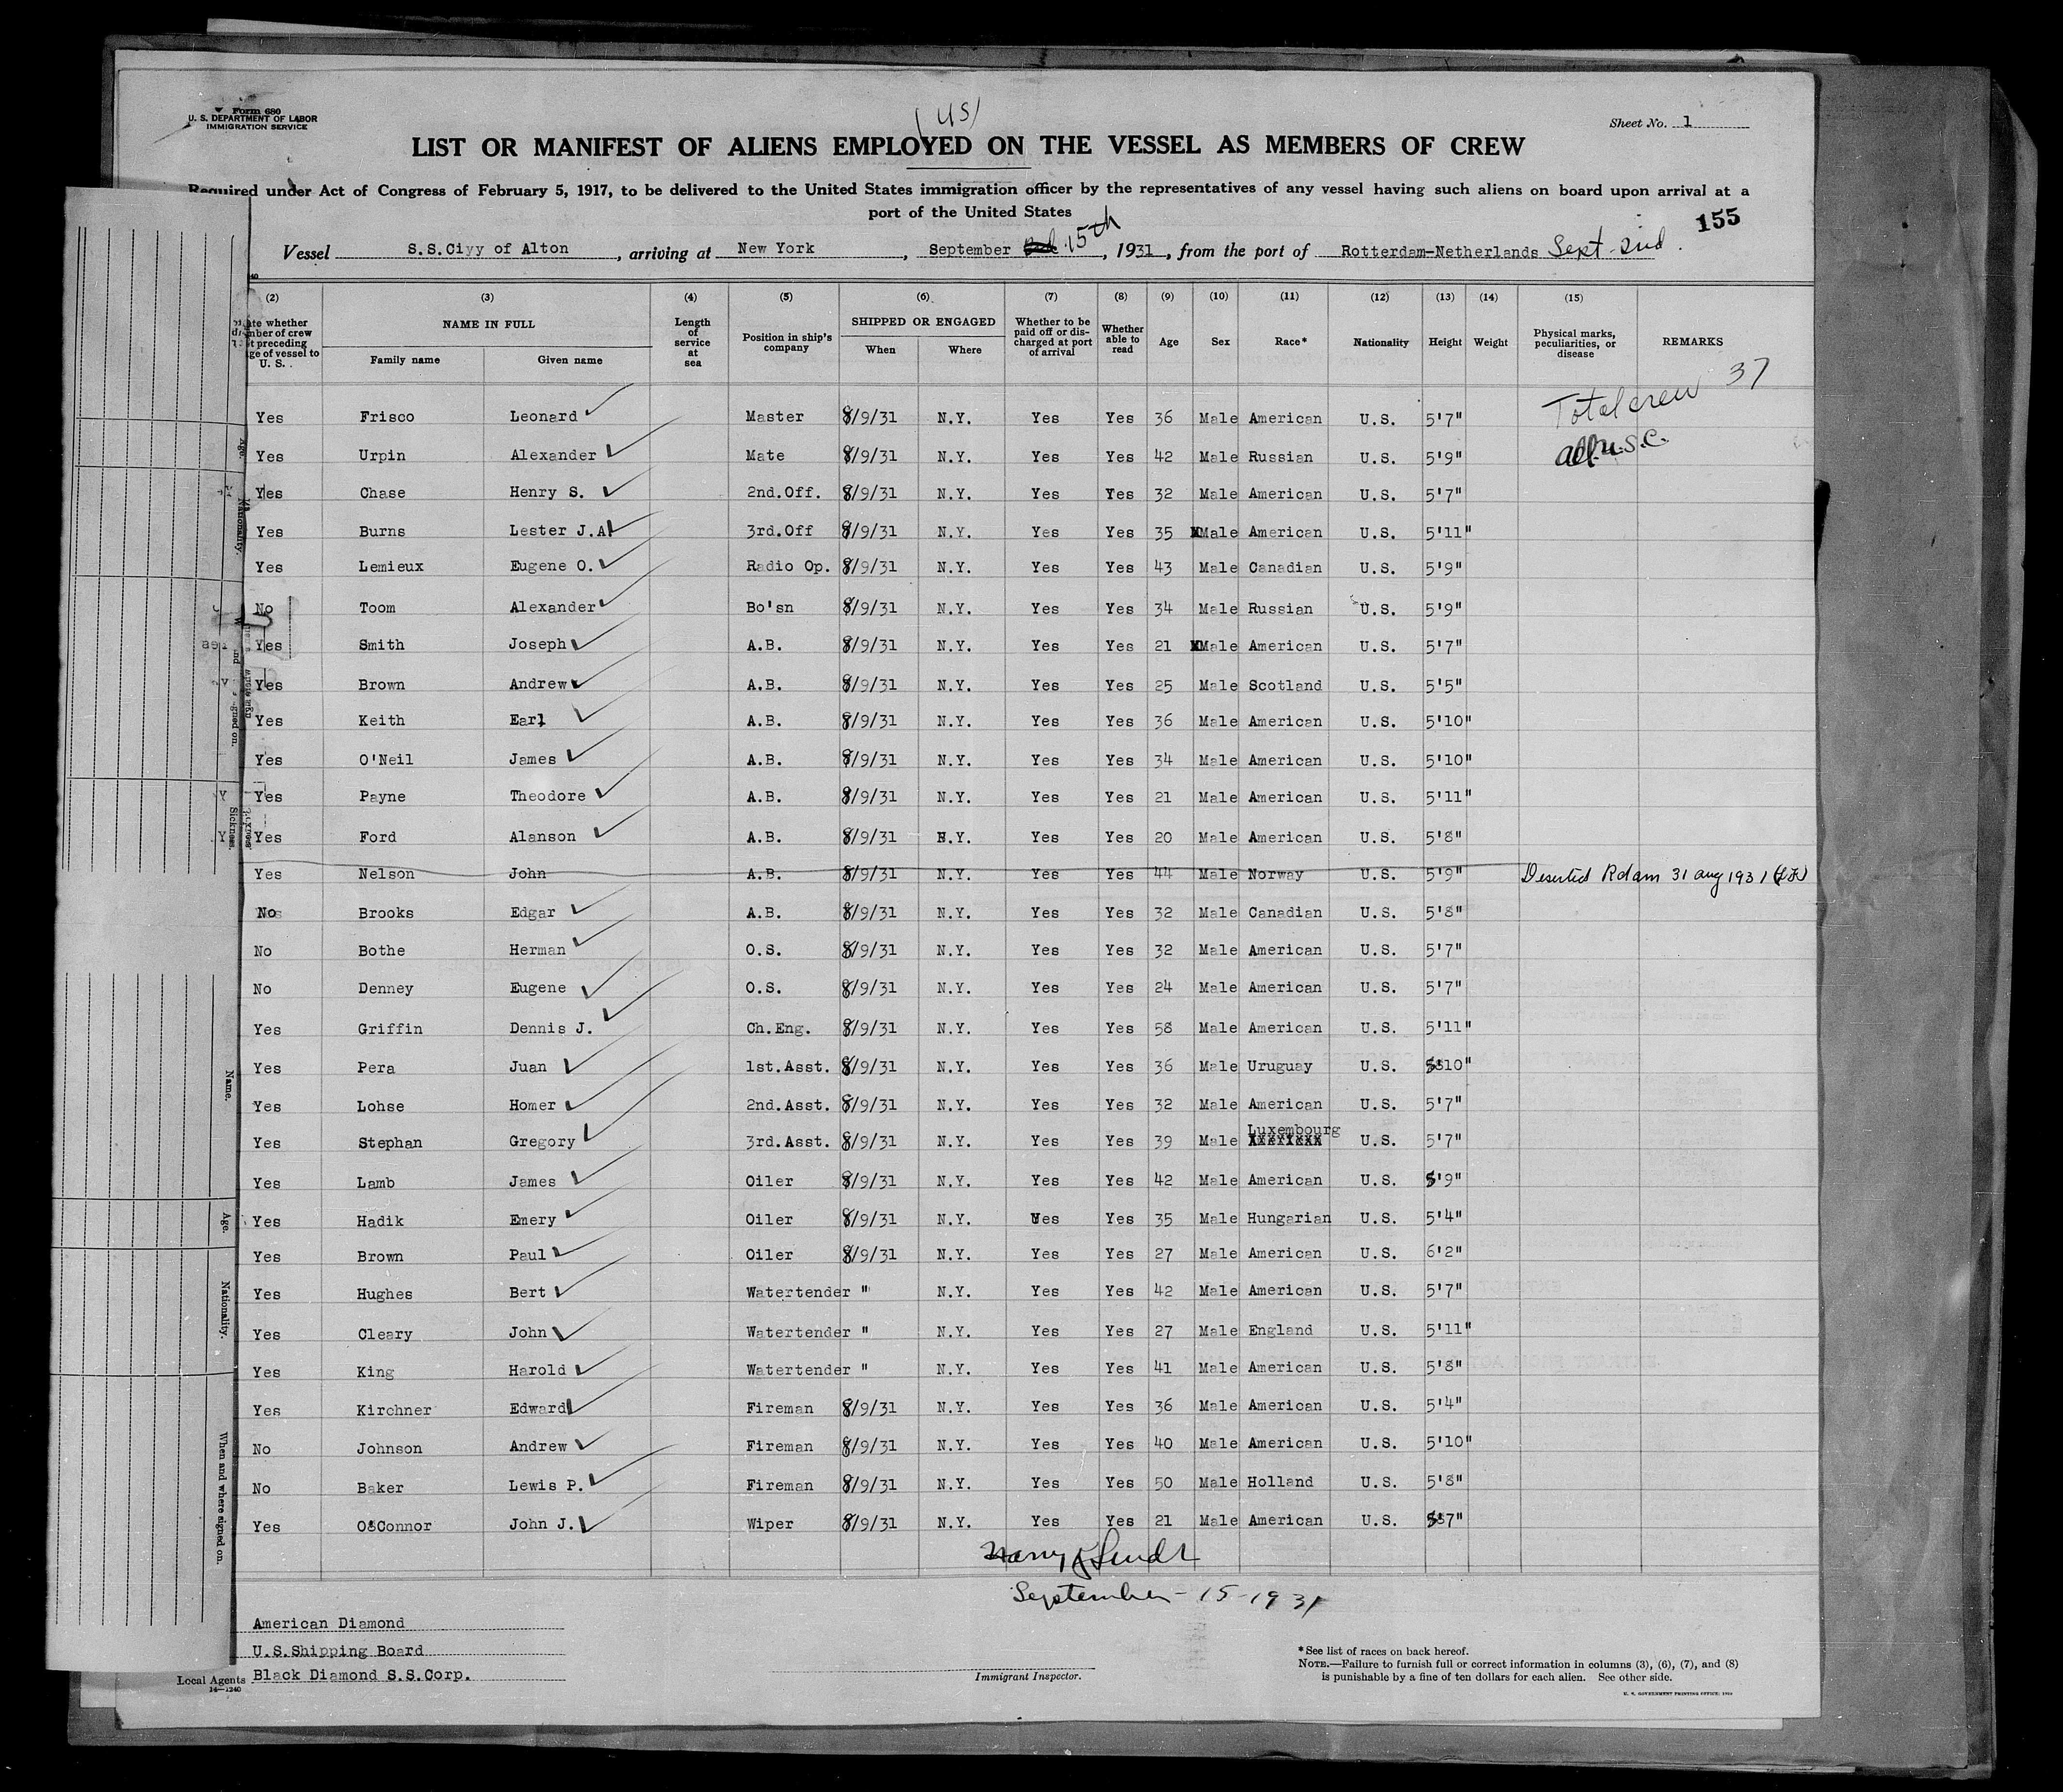 Form 680
U. S. DEPARTMENT OF LABOR
IMMIGRATION SERVICE
(US)
Sheet No. 1
LIST OR MANIFEST OF ALIENS EMPLOYED ON THE VESSEL AS MEMBERS OF CREW
Required under Act of Congress of February 5, 1917, to be delivered to the United States immigration officer by the representatives of any vessel having such aliens on board upon arrival at a
port of the United States
155
Vessel S.S.Ciyy of Alton, arriving at New York, September 15th, 1931, from the port of Rotterdam-Netherlands Sept. 2nd.
(2) (3) (4) (5) (6) (7) (8) (9) (10) (11) (12) (13) (14) (15)
NAME IN FULL
Family name Given name
Length of service at sea
Position in ship's company
SHIPPED OR ENGAGED
When Where
Whether to be paid off or discharged at port of arrival
Whether able to read
Age Sex Race* Nationality Height Weight
Physical marks, peculiarities, or disease
REMARKS
Total crew 37
all U.S.C.
Yes Frisco Leonard Master 8/9/31 N.Y. Yes Yes 36 Male American U.S. 5'7"
Yes Urpin Alexander Mate 8/9/31 N.Y. Yes Yes 42 Male Russian U.S. 5'9"
Yes Chase Henry S. 2nd.Off. 8/9/31 N.Y. Yes Yes 32 Male American U.S. 5'7"
Yes Burns Lester J.A 3rd.Off 8/9/31 N.Y. Yes Yes 35 Male American U.S. 5'11"
Yes Lemieux Eugene O. Radio Op. 8/9/31 N.Y. Yes Yes 43 Male Canadian U.S. 5'9"
No Toom Alexander Bo'sn 8/9/31 N.Y. Yes Yes 34 Male Russian U.S. 5'9"
Yes Smith Joseph A.B. 8/9/31 N.Y. Yes Yes 21 Male American U.S. 5'7"
Yes Brown Andrew A.B. 8/9/31 N.Y. Yes Yes 25 Male Scotland U.S. 5'5"
Yes Keith Earl A.B. 8/9/31 N.Y. Yes Yes 36 Male American U.S. 5'10"
Yes O'Neil James A.B. 8/9/31 N.Y. Yes Yes 34 Male American U.S. 5'10"
Yes Payne Theodore A.B. 8/9/31 N.Y. Yes Yes 21 Male American U.S. 5'11"
Yes Ford Alanson A.B. 8/9/31 N.Y. Yes Yes 20 Male American U.S. 5'8"
Yes Nelson John A.B. 8/9/31 N.Y. Yes Yes 44 Male Norway U.S. 5'9" Deserted Rdam 31 aug 1931
No Brooks Edgar A.B. 8/9/31 N.Y. Yes Yes 32 Male Canadian U.S. 5'8"
No Bothe Herman O.S. 8/9/31 N.Y. Yes Yes 32 Male American U.S. 5'7"
No Denney Eugene O.S. 8/9/31 N.Y. Yes Yes 24 Male American U.S. 5'7"
Yes Griffin Dennis J. Ch.Eng. 8/9/31 N.Y. Yes Yes 58 Male American U.S. 5'11"
Yes Pera Juan 1st.Asst. 8/9/31 N.Y. Yes Yes 36 Male Uruguay U.S. 5'10"
Yes Lohse Homer 2nd.Asst. 8/9/31 N.Y. Yes Yes 32 Male American U.S. 5'7"
Yes Stephan Gregory 3rd.Asst. 8/9/31 N.Y. Yes Yes 39 Male Luxembourg U.S. 5'7"
Yes Lamb James Oiler 8/9/31 N.Y. Yes Yes 42 Male American U.S. 5'9"
Yes Hadik Emery Oiler 8/9/31 N.Y. Yes Yes 35 Male Hungarian U.S. 5'4"
Yes Brown Paul Oiler 8/9/31 N.Y. Yes Yes 27 Male American U.S. 6'2"
Yes Hughes Bert Watertender " N.Y. Yes Yes 42 Male American U.S. 5'7"
Yes Cleary John Watertender " N.Y. Yes Yes 27 Male England U.S. 5'11"
Yes King Harold Watertender " N.Y. Yes Yes 41 Male American U.S. 5'8"
Yes Kirchner Edward Fireman 8/9/31 N.Y. Yes Yes 36 Male American U.S. 5'4"
No Johnson Andrew Fireman 8/9/31 N.Y. Yes Yes 40 Male American U.S. 5'10"
No Baker Lewis P. Fireman 8/9/31 N.Y. Yes Yes 50 Male Holland U.S. 5'8"
Yes O'Connor John J. Wiper 8/9/31 N.Y. Yes Yes 21 Male American U.S. 5'7"
September-15-1931
American Diamond
U.S.Shipping Board
Local Agents Black Diamond S.S.Corp.
14—1240
Immigrant Inspector.
*See list of races on back hereof.
NOTE.—Failure to furnish full or correct information in columns (3), (6), (7), and (8)
is punishable by a fine of ten dollars for each alien. See other side.
Name.
Age.
Nationality.
When and where signed on.